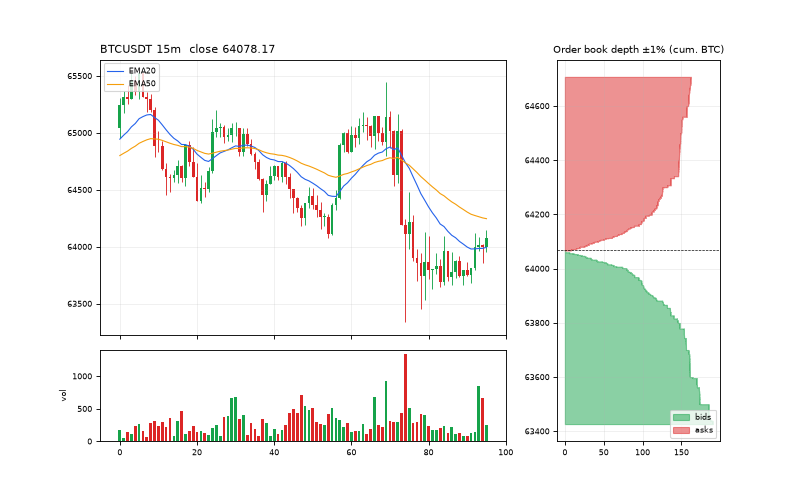 BTCUSDT 15m  close 64078.17
EMA20
EMA50
65500
65000
64500
64000
63500
vol
1000
500
0
0 20 40 60 80 100
Order book depth ±1% (cum. BTC)
64600
64400
64200
64000
63800
63600
63400
bids
asks
0 50 100 150